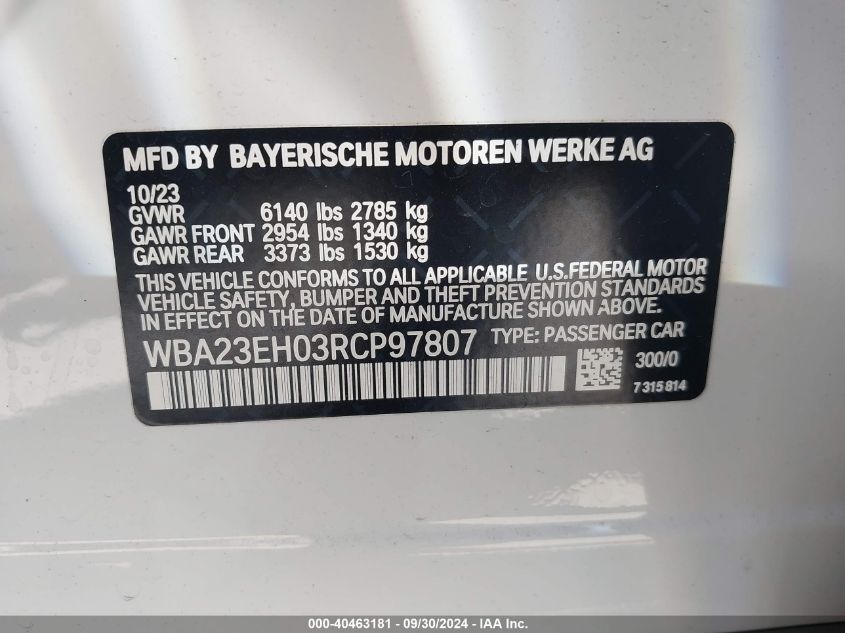 MFD BY BAYERISCHE MOTOREN WERKE AG
10/23
GVWR 6140 lbs 2785 kg
GAWR FRONT 2954 lbs 1340 kg
GAWR REAR 3373 lbs 1530 kg
THIS VEHICLE CONFORMS TO ALL APPLICABLE U.S.FEDERAL MOTOR
VEHICLE SAFETY, BUMPER AND THEFT PREVENTION STANDARDS
IN EFFECT ON THE DATE OF MANUFACTURE SHOWN ABOVE.
WBA23EH03RCP97807 TYPE: PASSENGER CAR
300/0
7 315 814
000-40463181 - 09/30/2024 - IAA Inc.